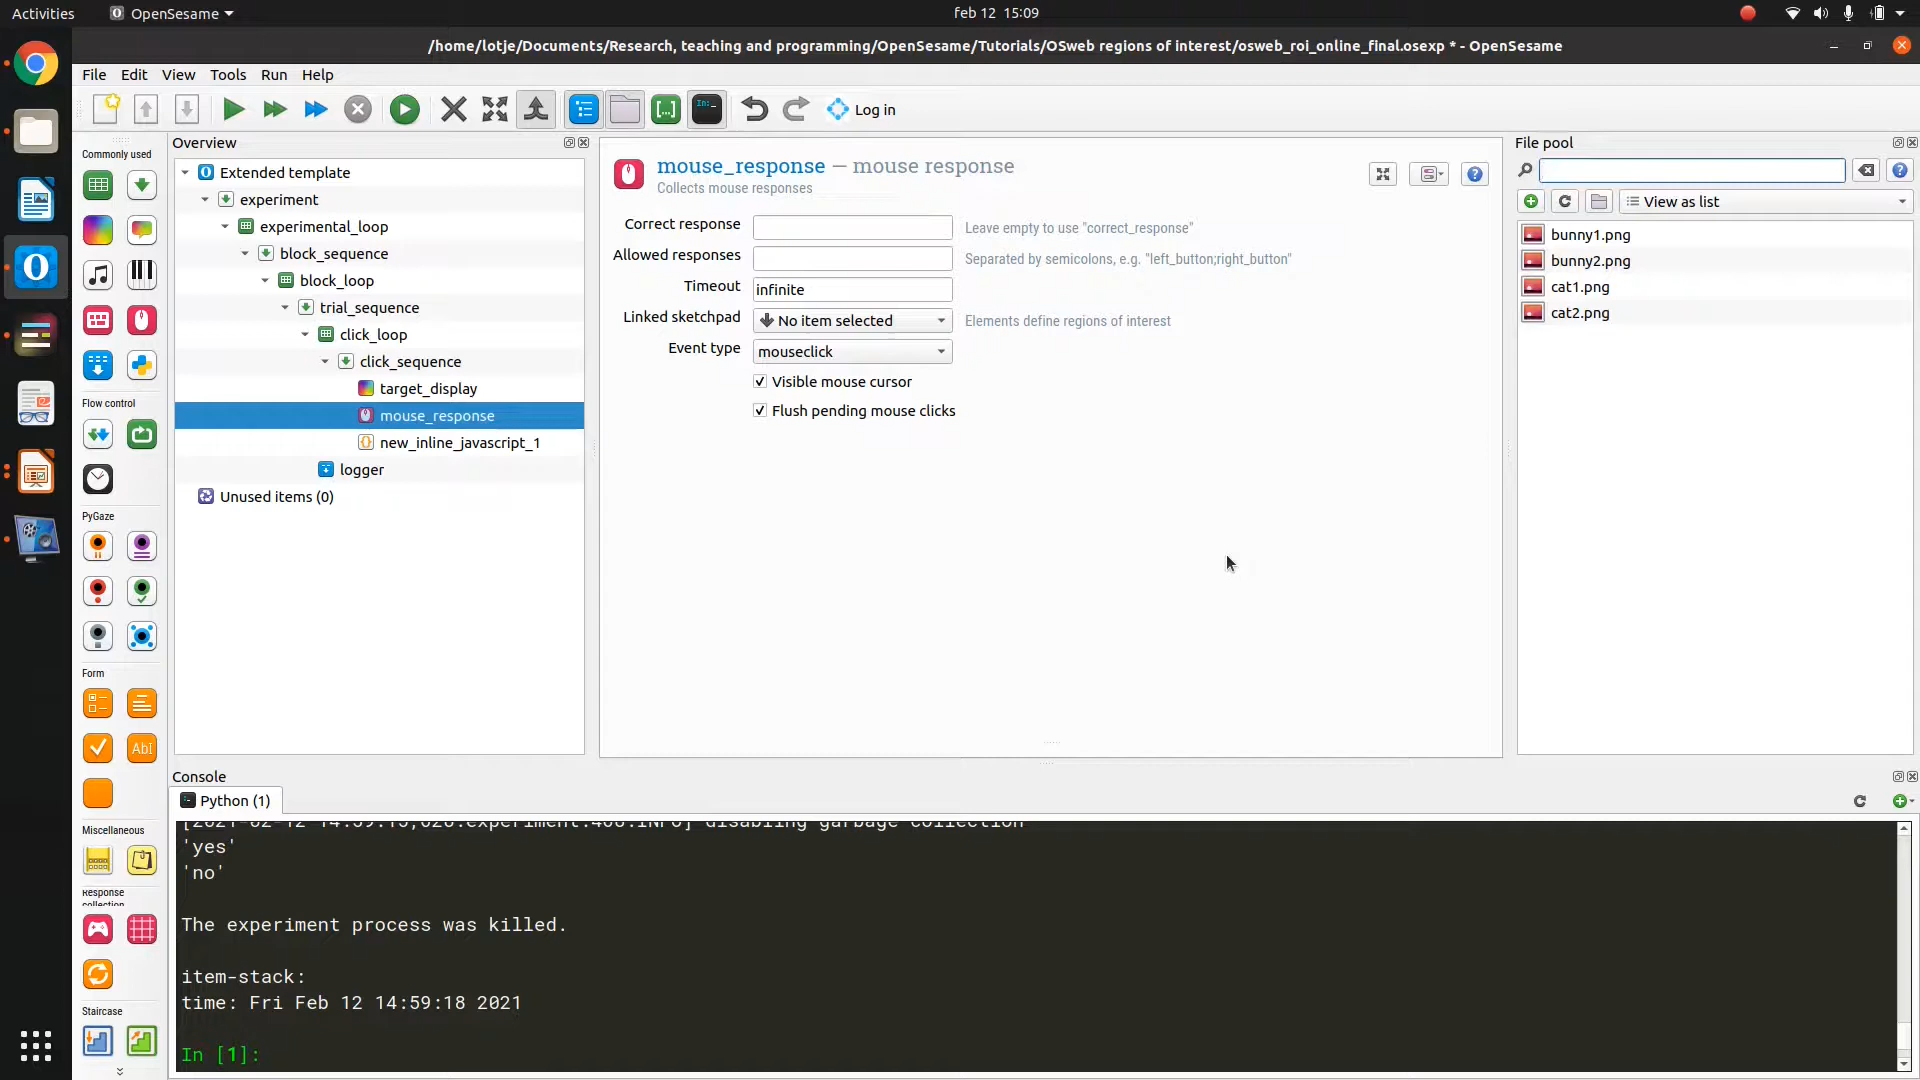 Activities
OpenSesame
feb 12 15:09
/home/lotje/Documents/Research, teaching and programming/OpenSesame/Tutorials/OSweb regions of interest/osweb_roi_online_final.osexp * - OpenSesame
File Edit View Tools Run Help
Log in
Commonly used
Flow control
PyGaze
Form
Abi
Miscellaneous
Response
collection
Staircase
Overview
Extended template
experiment
experimental_loop
block_sequence
block_loop
trial_sequence
click_loop
click_sequence
target_display
mouse_response
new_inline_javascript_1
logger
Unused items (0)
mouse_response — mouse response
Collects mouse responses
Correct response Leave empty to use "correct_response"
Allowed responses Separated by semicolons, e.g. "left_button;right_button"
Timeout infinite
Linked sketchpad No item selected Elements define regions of interest
Event type mouseclick
Visible mouse cursor
Flush pending mouse clicks
File pool
View as list
bunny1.png
bunny2.png
cat1.png
cat2.png
Console
Python (1)
'yes'
'no'
The experiment process was killed.
item-stack:
time: Fri Feb 12 14:59:18 2021
In [1]: